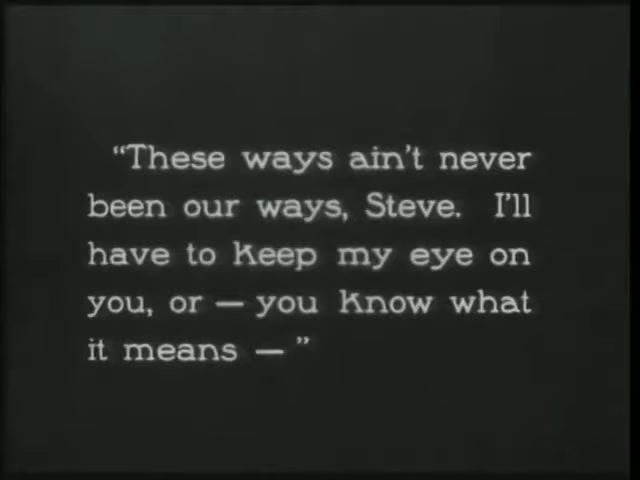 “These ways ain't never
been our ways, Steve. I'll
have to keep my eye on
you, or — you know what
it means — ”